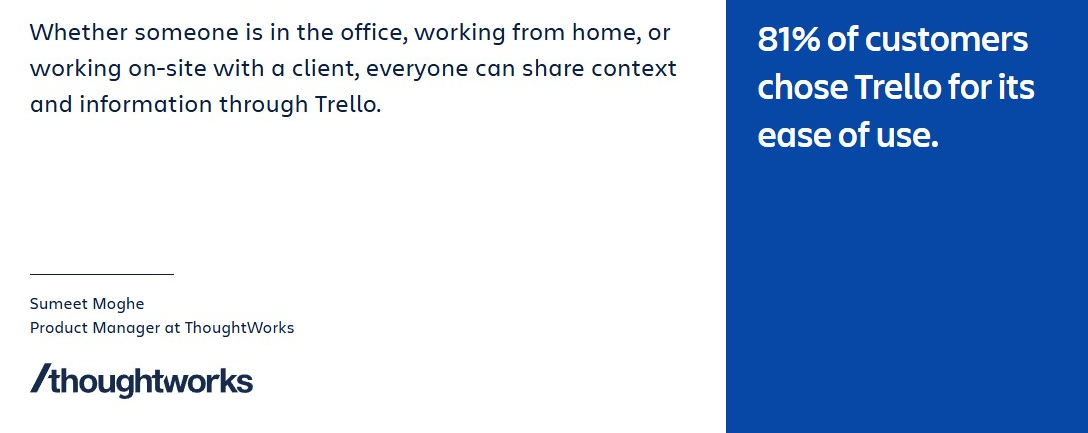 Whether someone is in the office, working from home, or
working on-site with a client, everyone can share context
and information through Trello.
Sumeet Moghe
Product Manager at ThoughtWorks
/thoughtworks
81% of customers
chose Trello for its
ease of use.